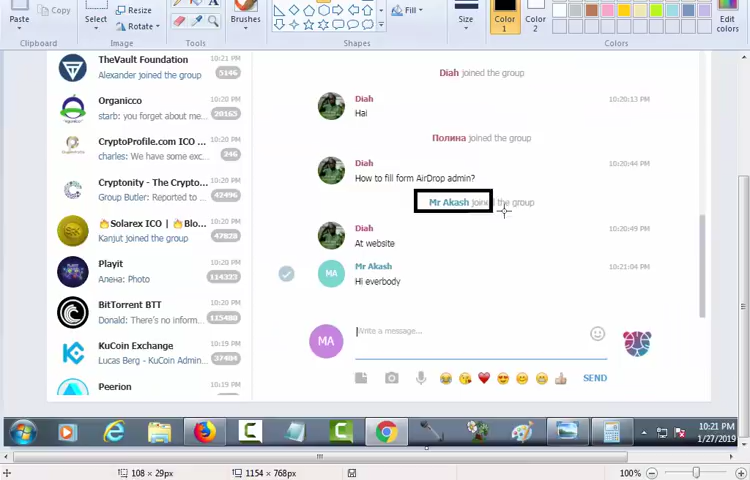 Paste
Select
Resize
Rotate
Brushes
Fill
Size
Color
1
Color
2
Edit
colors
Clipboard
Image
Tools
Shapes
Colors
TheVault Foundation 10:21 PM
Alexander joined the group 5146
Organicco 10:20 PM
starb: you forget about me... 20165
CryptoProfile.com ICO ... 10:20 PM
charles: We have some exc... 246
Cryptonity - The Crypto... 10:20 PM
Group Butler: Reported to ... 42496
Solarex ICO | Blo... 10:20 PM
Kanjut joined the group 47828
Playit 10:20 PM
Алена: Photo 114323
BitTorrent BTT 10:20 PM
Donald: There's no inform... 115480
KuCoin Exchange 10:20 PM
Lucas Berg - KuCoin Admin... 37404
Peerion 10:20 PM
Diah joined the group
Diah 10:20:13 PM
Hai
Полина joined the group
Diah 10:20:44 PM
How to fill form AirDrop admin?
Mr Akash joined the group
Diah 10:20:49 PM
At website
MA Mr Akash 10:21:04 PM
Hi everbody
MA Write a message...
SEND
10:21 PM
1/27/2019
108 × 29px
1154 × 768px
100%